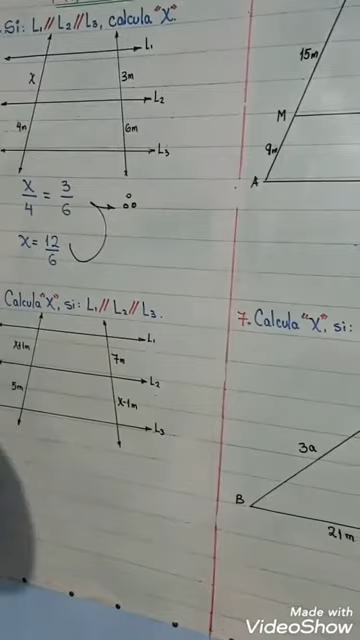 Si: L₁ // L₂ // L₃, calcula "X".
L₁
X
3m
L₂
4m
6m
L₃
X/4 = 3/6
X = 12/6
Calcula "X", si: L₁ // L₂ // L₃.
L₁
X+1m
7m
L₂
5m
X-1m
L₃
15m
M
9m
A
7. Calcula "X", si:
3a
B
21m
Made with
VideoShow